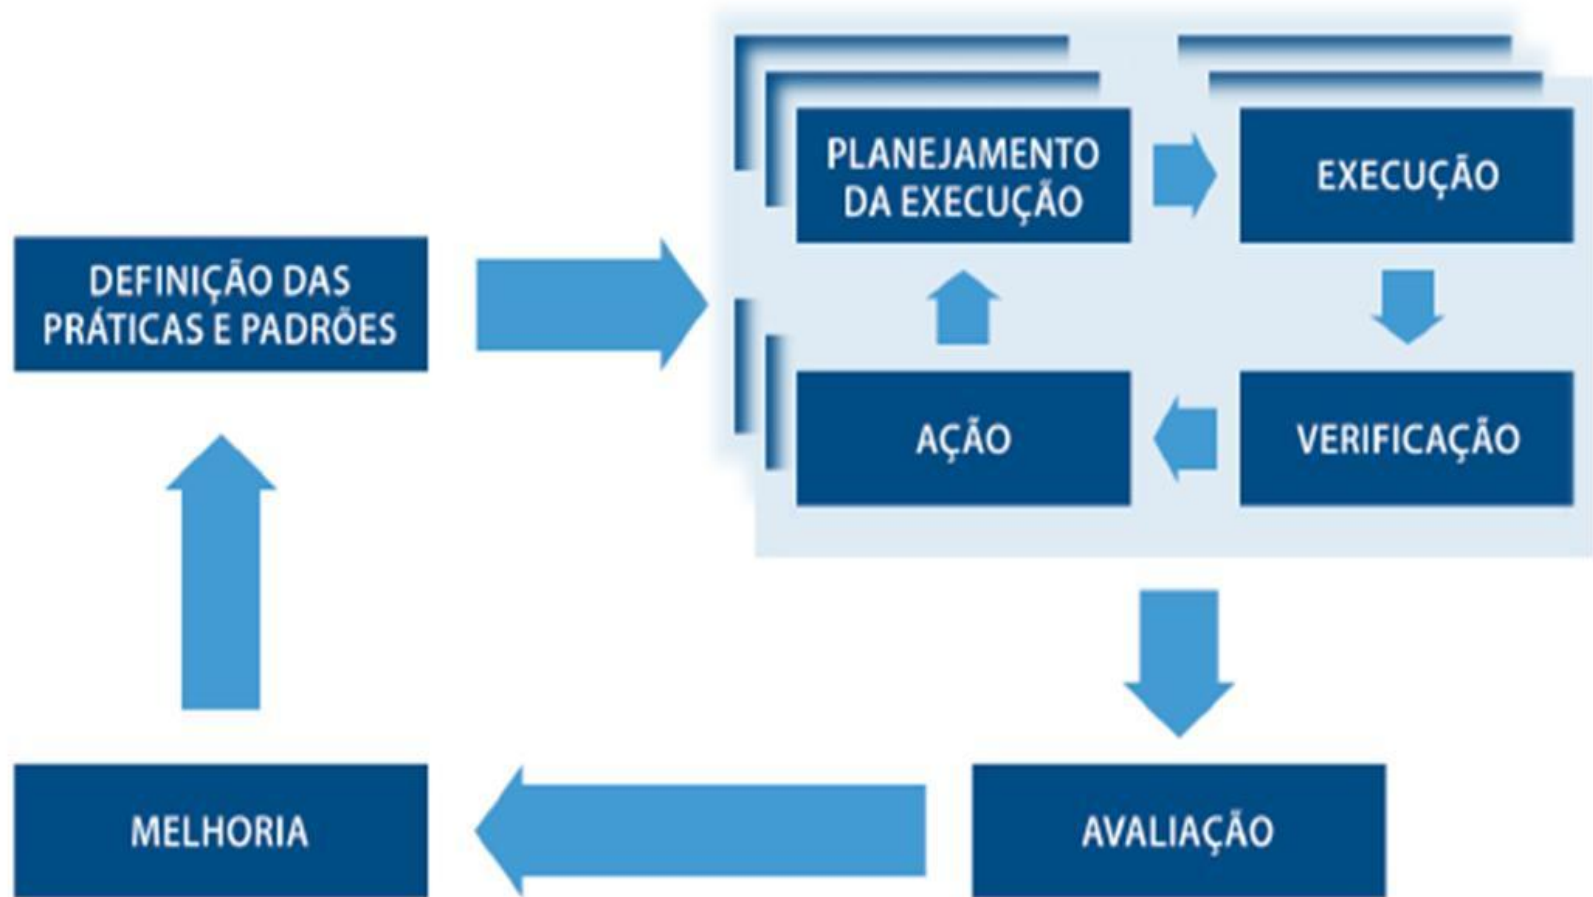 PLANEJAMENTO
DA EXECUÇÃO
EXECUÇÃO
DEFINIÇÃO DAS
PRÁTICAS E PADRÕES
AÇÃO
VERIFICAÇÃO
MELHORIA
AVALIAÇÃO